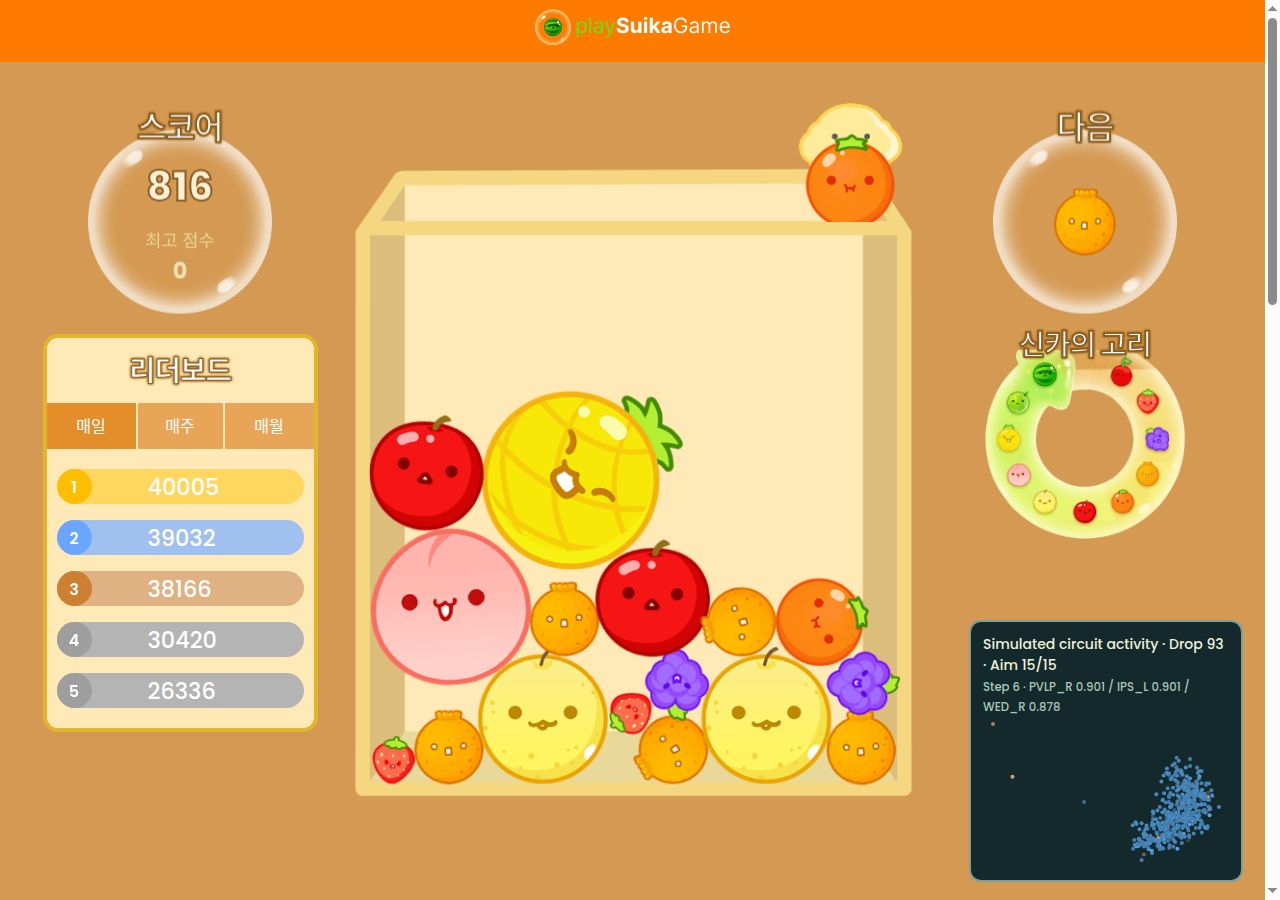 playSuikaGame
스코어
816
최고 점수
0
리더보드
매일 매주 매월
1 40005
2 39032
3 38166
4 30420
5 26336
다음
신카의 고리
Simulated circuit activity · Drop 93
· Aim 15/15
Step 6 · PVLP_R 0.901 / IPS_L 0.901 /
WED_R 0.878